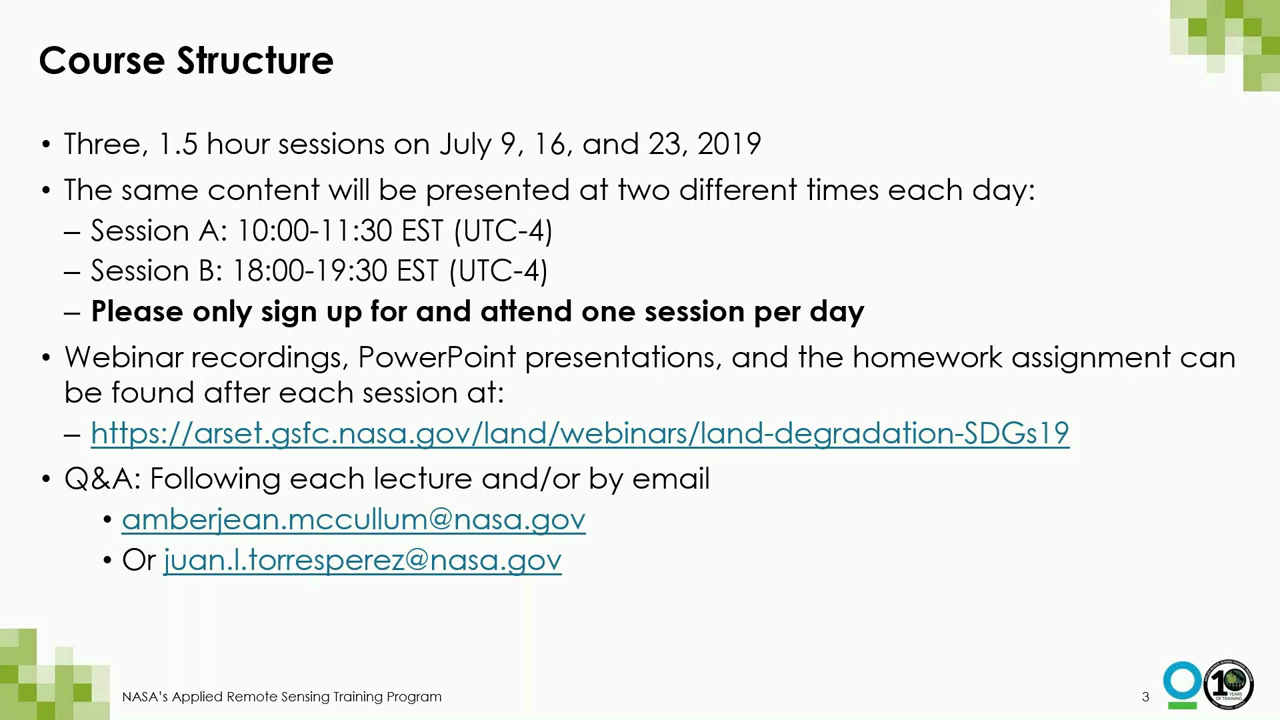 Course Structure
• Three, 1.5 hour sessions on July 9, 16, and 23, 2019
• The same content will be presented at two different times each day:
– Session A: 10:00-11:30 EST (UTC-4)
– Session B: 18:00-19:30 EST (UTC-4)
– Please only sign up for and attend one session per day
• Webinar recordings, PowerPoint presentations, and the homework assignment can
be found after each session at:
– https://arset.gsfc.nasa.gov/land/webinars/land-degradation-SDGs19
• Q&A: Following each lecture and/or by email
• amberjean.mccullum@nasa.gov
• Or juan.l.torresperez@nasa.gov
NASA's Applied Remote Sensing Training Program
3
10
YEARS
OF TRAINING